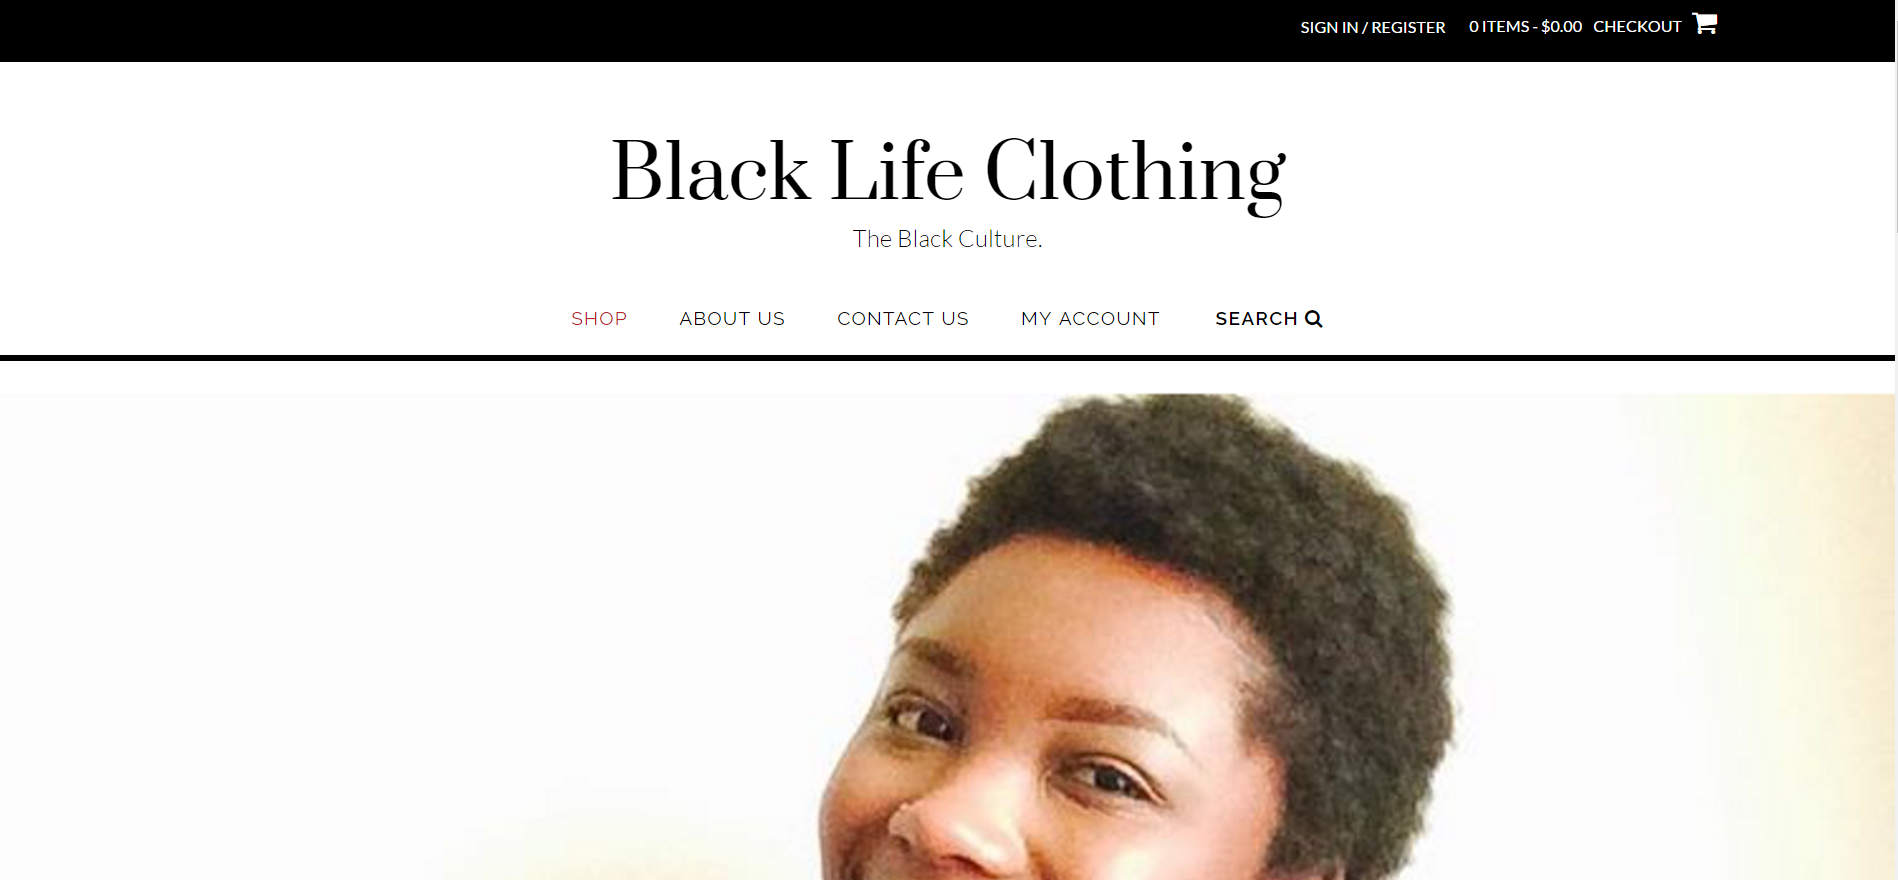 SIGN IN / REGISTER 0 ITEMS - $0.00 CHECKOUT
Black Life Clothing
The Black Culture.
SHOP ABOUT US CONTACT US MY ACCOUNT SEARCH